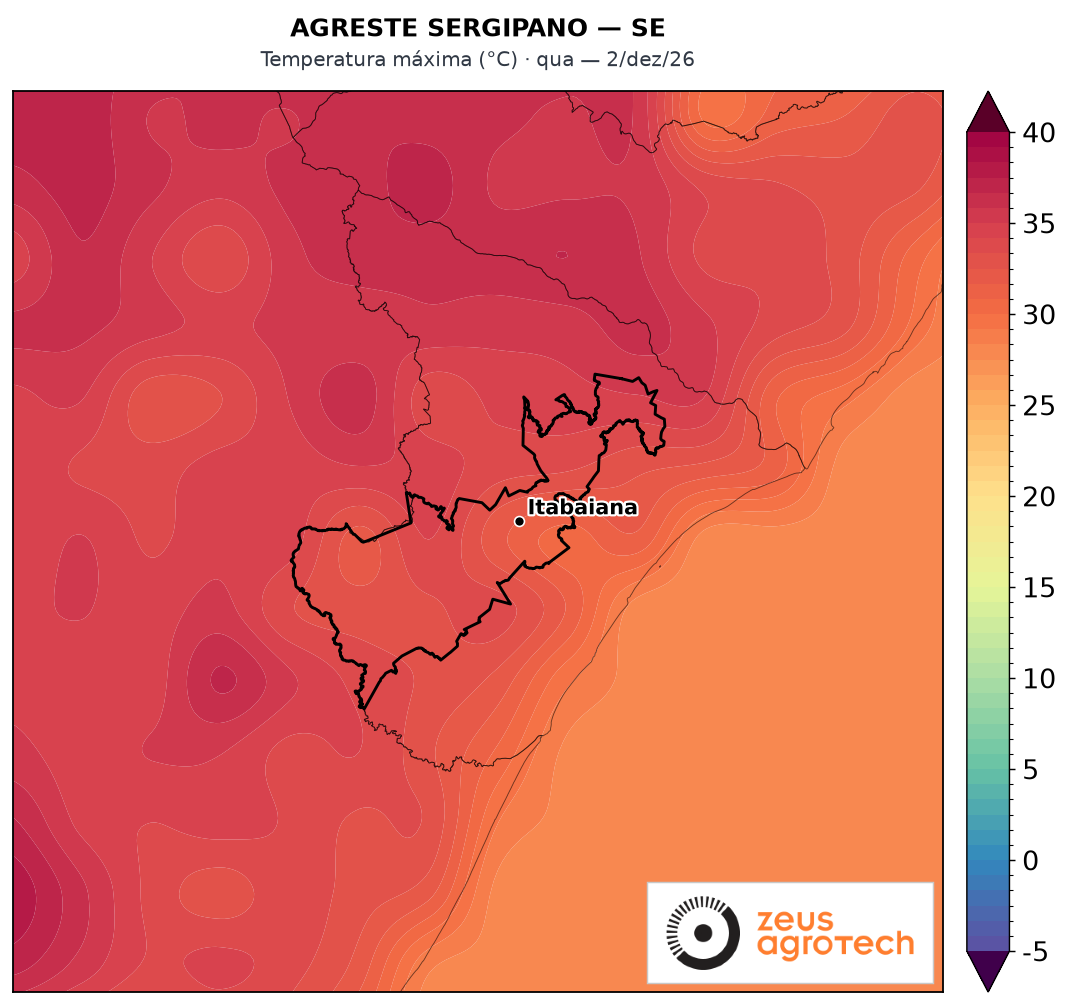 AGRESTE SERGIPANO — SE
Temperatura máxima (°C) · qua — 2/dez/26
40
35
30
25
20
15
10
5
0
-5
Itabaiana
zeus
agrotech